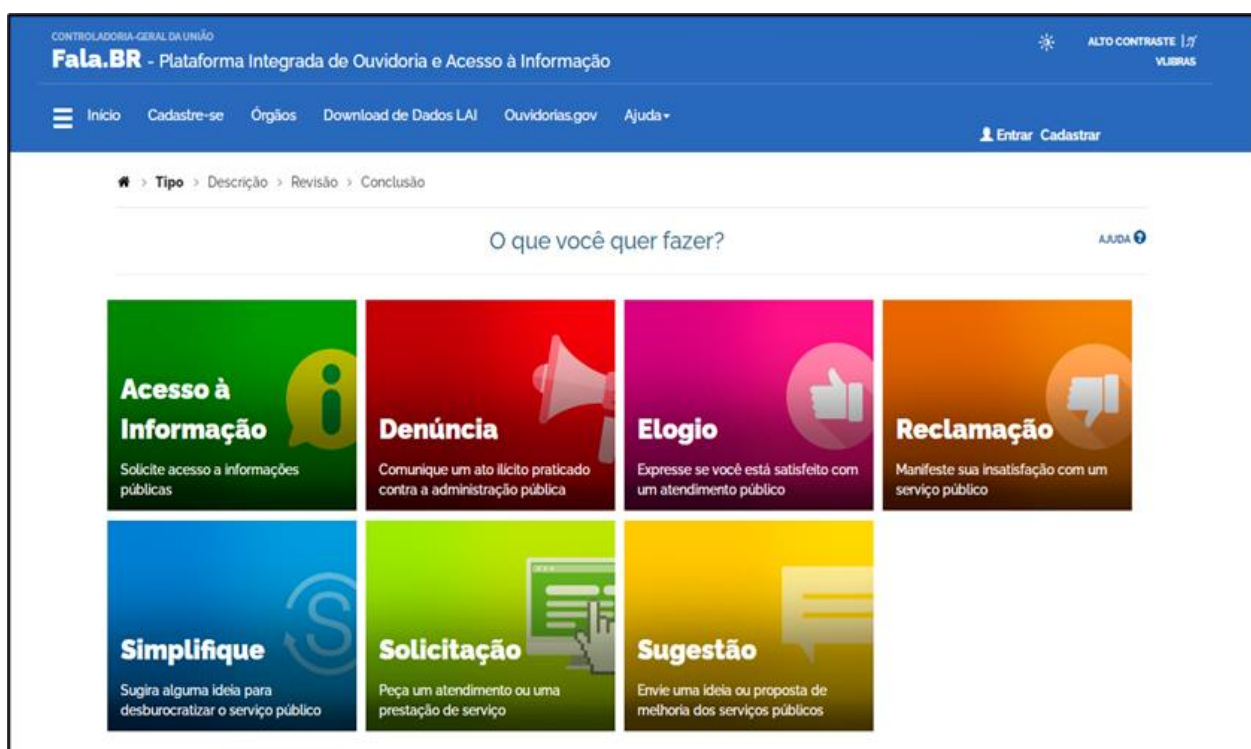 CONTROLADORIA-GERAL DA UNIÃO
Fala.BR - Plataforma Integrada de Ouvidoria e Acesso à Informação
ALTO CONTRASTE |
VLIBRAS
Início Cadastre-se Órgãos Download de Dados LAI Ouvidorias.gov Ajuda
Entrar Cadastrar
> Tipo > Descrição > Revisão > Conclusão
O que você quer fazer?
AJUDA ?
Acesso à
Informação
Solicite acesso a informações
públicas
Denúncia
Comunique um ato ilícito praticado
contra a administração pública
Elogio
Expresse se você está satisfeito com
um atendimento público
Reclamação
Manifeste sua insatisfação com um
serviço público
Simplifique
Sugira alguma ideia para
desburocratizar o serviço público
Solicitação
Peça um atendimento ou uma
prestação de serviço
Sugestão
Envie uma ideia ou proposta de
melhoria dos serviços públicos